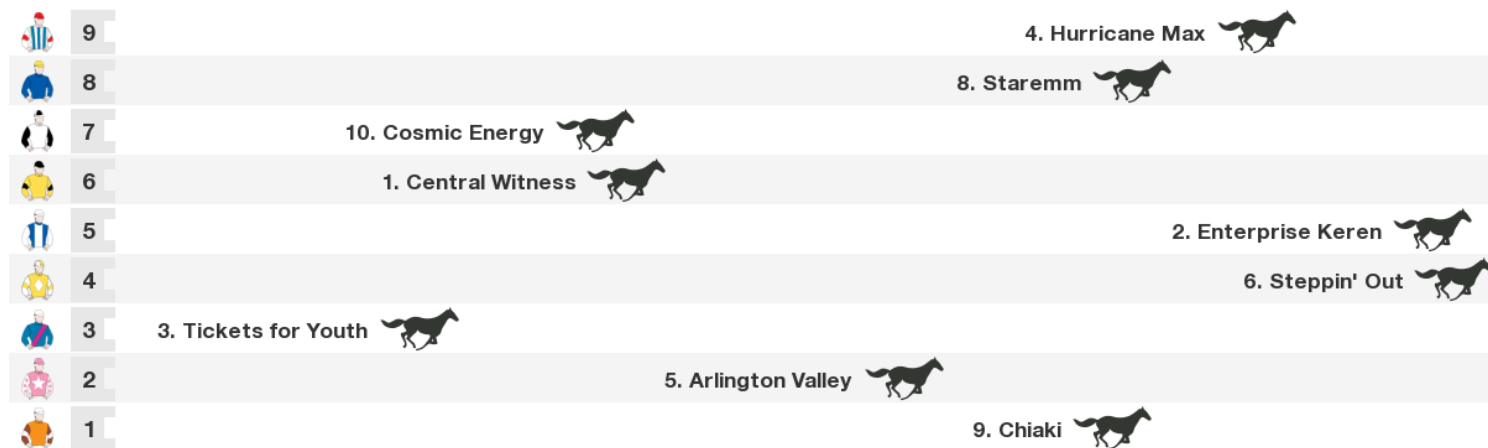 9 4. Hurricane Max
8 8. Staremm
7 10. Cosmic Energy
6 1. Central Witness
5 2. Enterprise Keren
4 6. Steppin' Out
3 3. Tickets for Youth
2 5. Arlington Valley
1 9. Chiaki